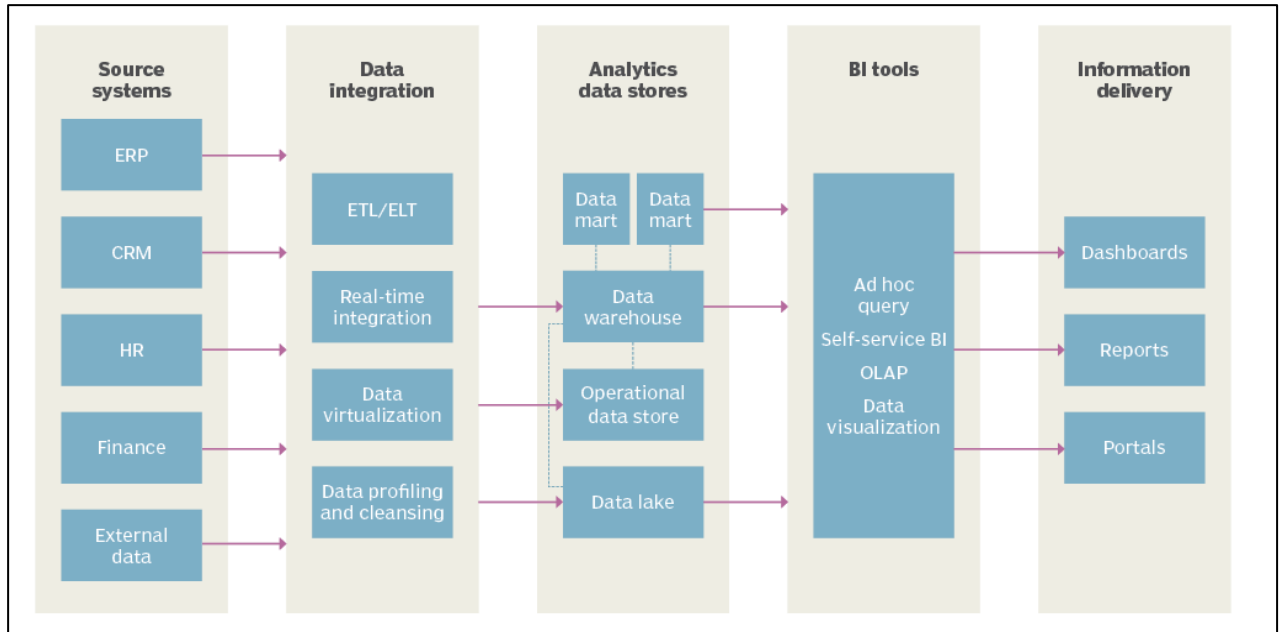 Source
systems
ERP
CRM
HR
Finance
External
data
Data
integration
ETL/ELT
Real-time
integration
Data
virtualization
Data profiling
and cleansing
Analytics
data stores
Data
mart
Data
mart
Data
warehouse
Operational
data store
Data lake
BI tools
Ad hoc
query
Self-service BI
OLAP
Data
visualization
Information
delivery
Dashboards
Reports
Portals